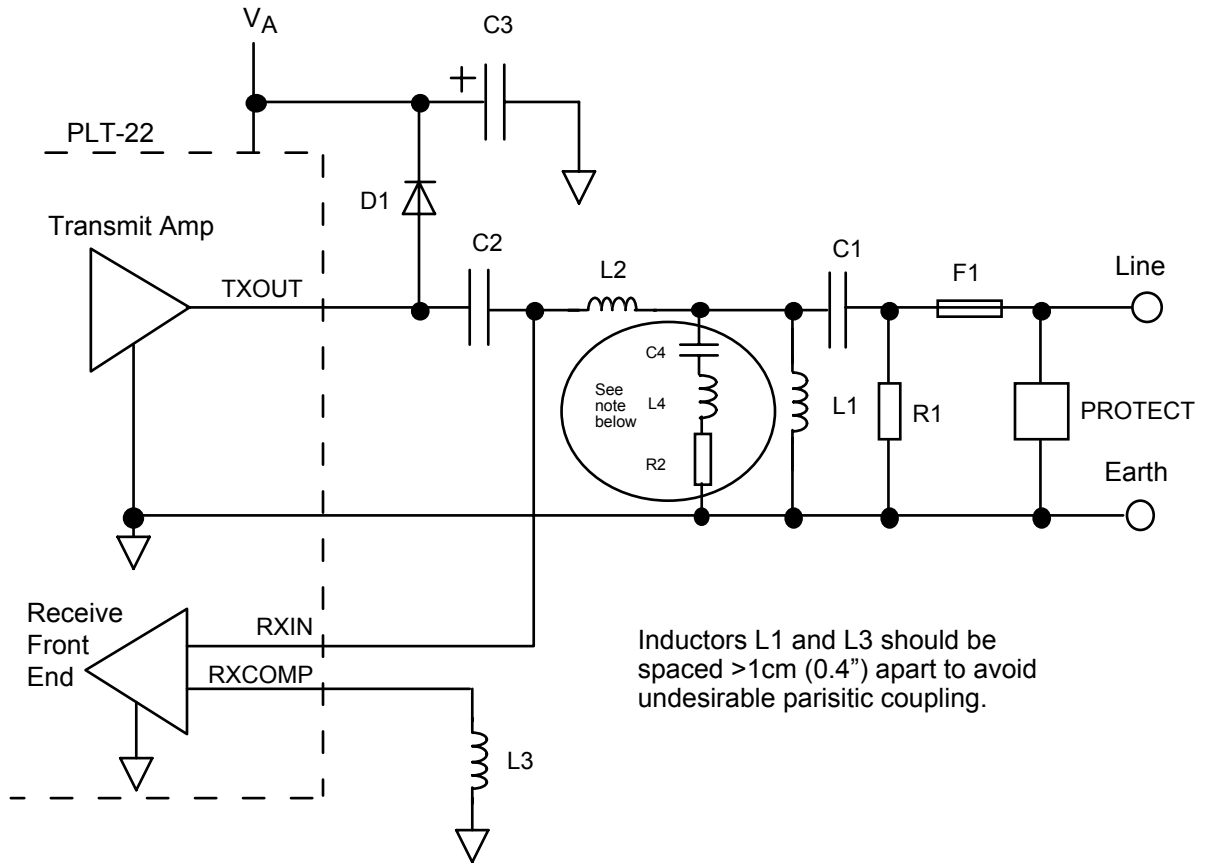 VA
C3
+
PLT-22
D1
Transmit Amp
C2
C1
L2
F1
Line
TXOUT
C4
See
note
below
L4
L1
R1
PROTECT
R2
Earth
Receive
Front
End
RXIN
RXCOMP
Inductors L1 and L3 should be
spaced >1cm (0.4”) apart to avoid
undesirable parisitic coupling.
L3